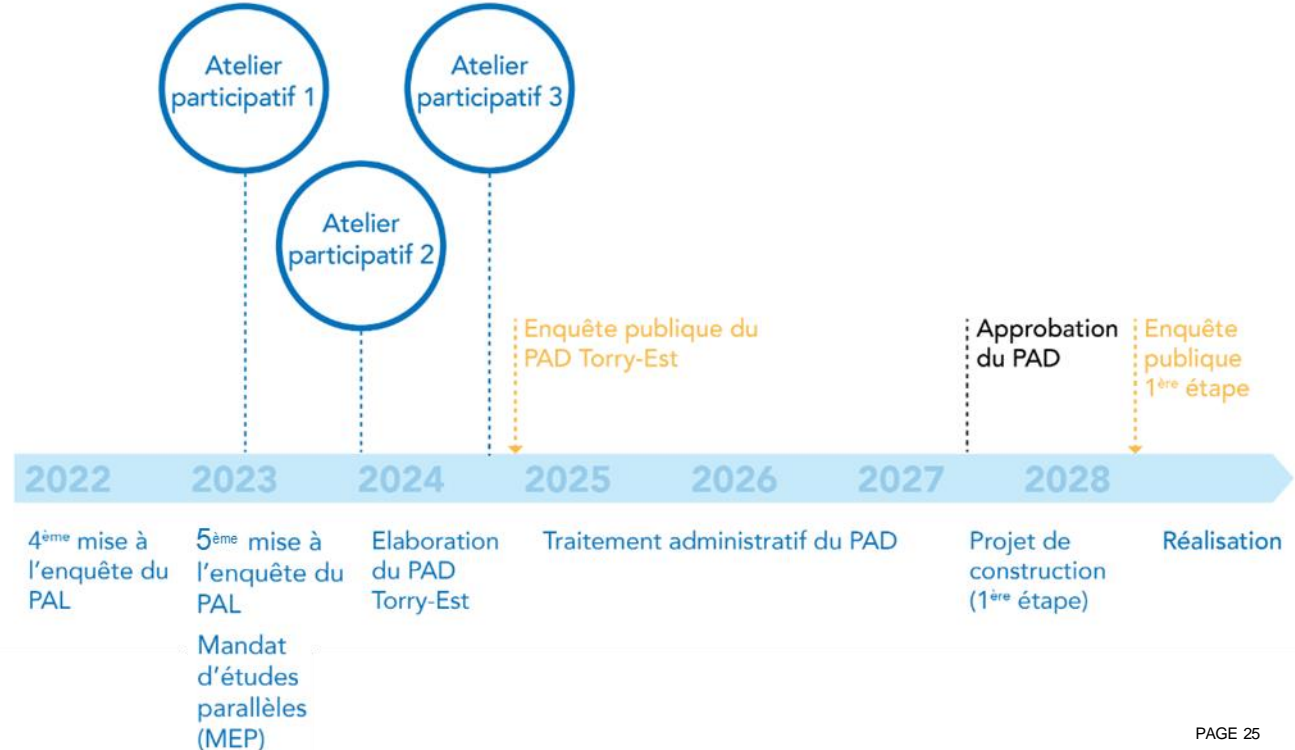 Atelier
participatif 1
Atelier
participatif 3
Atelier
participatif 2
Enquête publique du
PAD Torry-Est
Approbation
du PAD
Enquête
publique
1ère étape
2022 2023 2024 2025 2026 2027 2028
4ème mise à
l'enquête du
PAL
5ème mise à
l'enquête du
PAL
Mandat
d'études
parallèles
(MEP)
Elaboration
du PAD
Torry-Est
Traitement administratif du PAD
Projet de
construction
(1ère étape)
Réalisation
PAGE 25